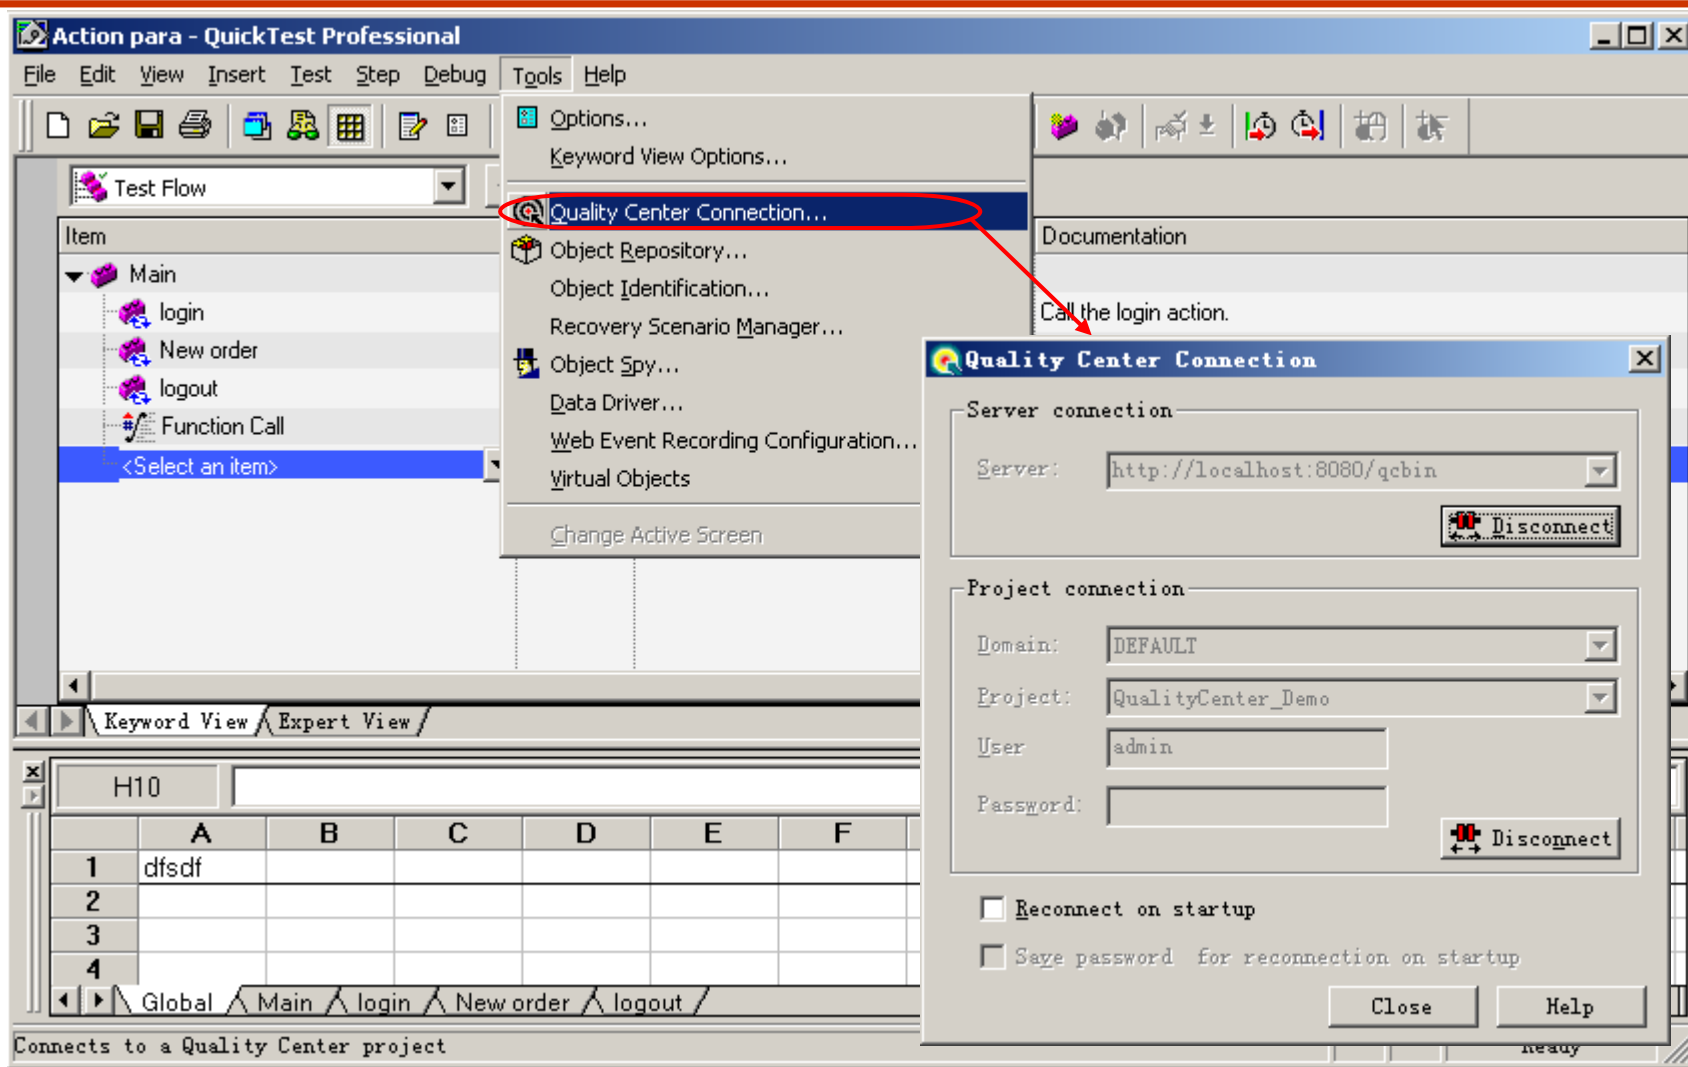 Action para - QuickTest Professional
File Edit View Insert Test Step Debug Tools Help
Options...
Keyword View Options...
Test Flow
Quality Center Connection...
Item
Documentation
Object Repository...
Main
Object Identification...
login
Call the login action.
Recovery Scenario Manager...
New order
Object Spy...
logout
Data Driver...
Function Call
Web Event Recording Configuration...
<Select an item>
Virtual Objects
Change Active Screen
Keyword View Expert View
Quality Center Connection
Server connection
Server: http://localhost:8080/qcbin
Disconnect
Project connection
Domain: DEFAULT
Project: QualityCenter_Demo
User admin
Password:
Disconnect
Reconnect on startup
Save password for reconnection on startup
Close Help
H10
A B C D E F
1 dfsdf
2
3
4
Global Main login New order logout
Connects to a Quality Center project
Ready